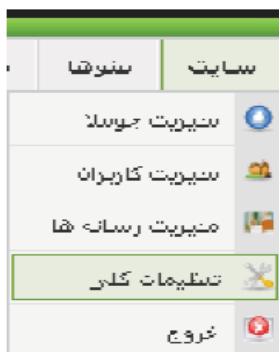 سایت منوها
مدیریت جوملا
مدیریت کاربران
مدیریت رسانه ها
تنظیمات کلی
خروج